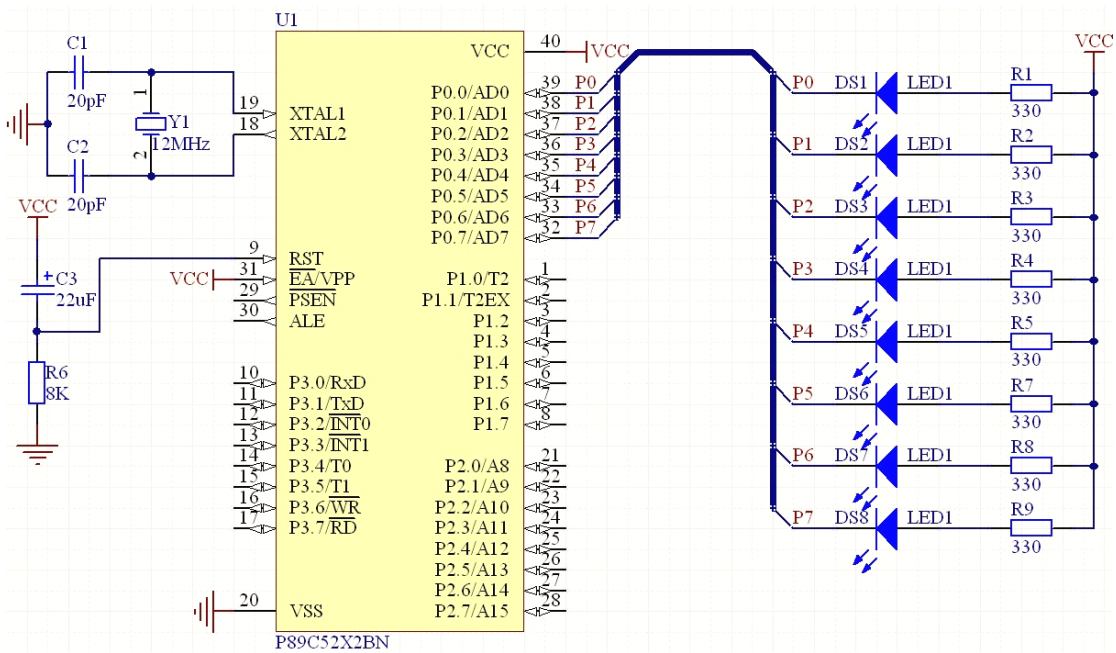 U1
C1
20pF
1
Y1
12MHz
2
C2
20pF
VCC
C3
+
22uF
R6
8K
VCC
19 XTAL1
18 XTAL2
9 RST
31 EA/VPP
29 PSEN
30 ALE
10 P3.0/RxD
11 P3.1/TxD
12 P3.2/INT0
13 P3.3/INT1
14 P3.4/T0
15 P3.5/T1
16 P3.6/WR
17 P3.7/RD
20 VSS
VCC 40 VCC
P0.0/AD0 39 P0
P0.1/AD1 38 P1
P0.2/AD2 37 P2
P0.3/AD3 36 P3
P0.4/AD4 35 P4
P0.5/AD5 34 P5
P0.6/AD6 33 P6
P0.7/AD7 32 P7
P1.0/T2 1
P1.1/T2EX 2
P1.2 3
P1.3 4
P1.4 5
P1.5 6
P1.6 7
P1.7 8
P2.0/A8 21
P2.1/A9 22
P2.2/A10 23
P2.3/A11 24
P2.4/A12 25
P2.5/A13 26
P2.6/A14 27
P2.7/A15 28
P89C52X2BN
VCC
P0 DS1 LED1 R1
330
P1 DS2 LED1 R2
330
P2 DS3 LED1 R3
330
P3 DS4 LED1 R4
330
P4 DS5 LED1 R5
330
P5 DS6 LED1 R7
330
P6 DS7 LED1 R8
330
P7 DS8 LED1 R9
330